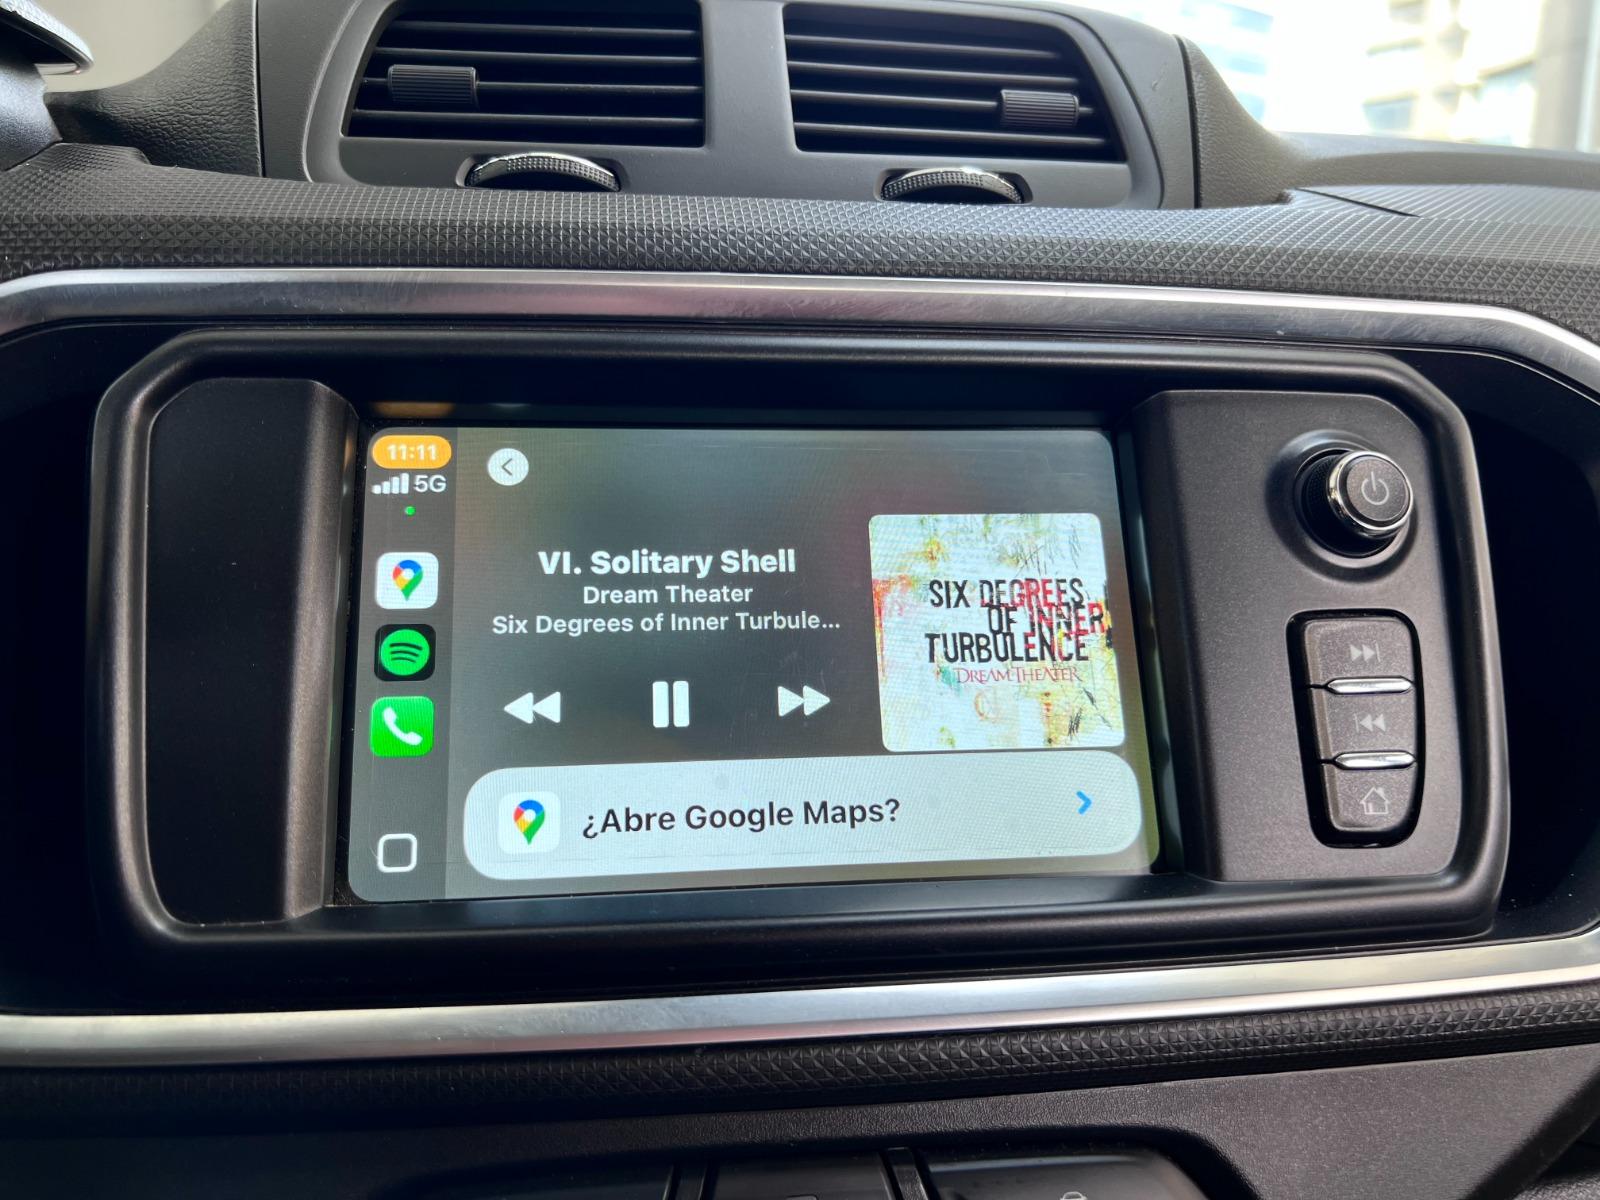 11:11
5G
VI. Solitary Shell
Dream Theater
Six Degrees of Inner Turbule...
SIX DEGREES
OF INNER
TURBULENCE
DREAM THEATER
¿Abre Google Maps?